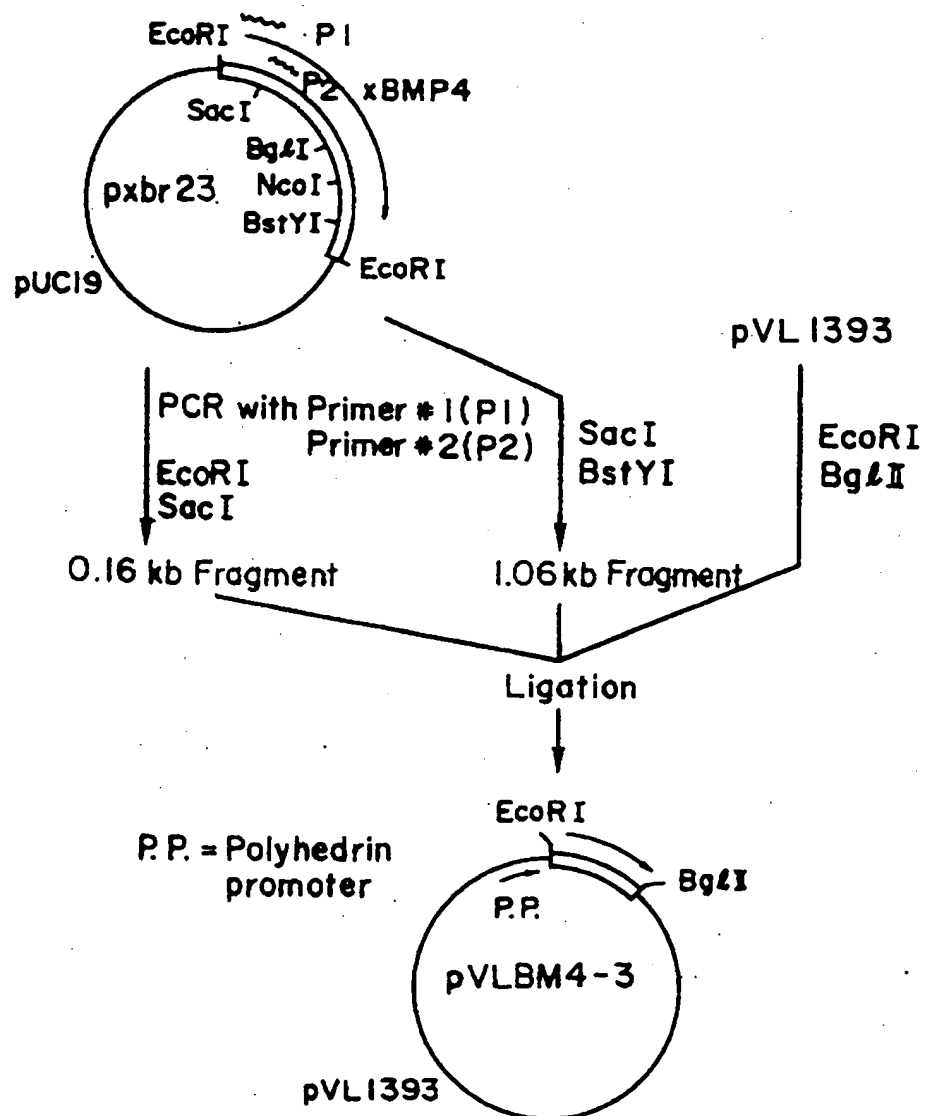 EcoRI P1
P2 xBMP4
SacI
BglI
pxbr23 NcoI
BstYI
EcoRI
pUC19
pVL1393
PCR with Primer #1(P1)
Primer #2(P2)
EcoRI
SacI
SacI
BstYI
EcoRI
BglII
0.16 kb Fragment
1.06 kb Fragment
Ligation
EcoRI
P.P. = Polyhedrin
promoter
BglII
P.P.
pVLBM4-3
pVL1393